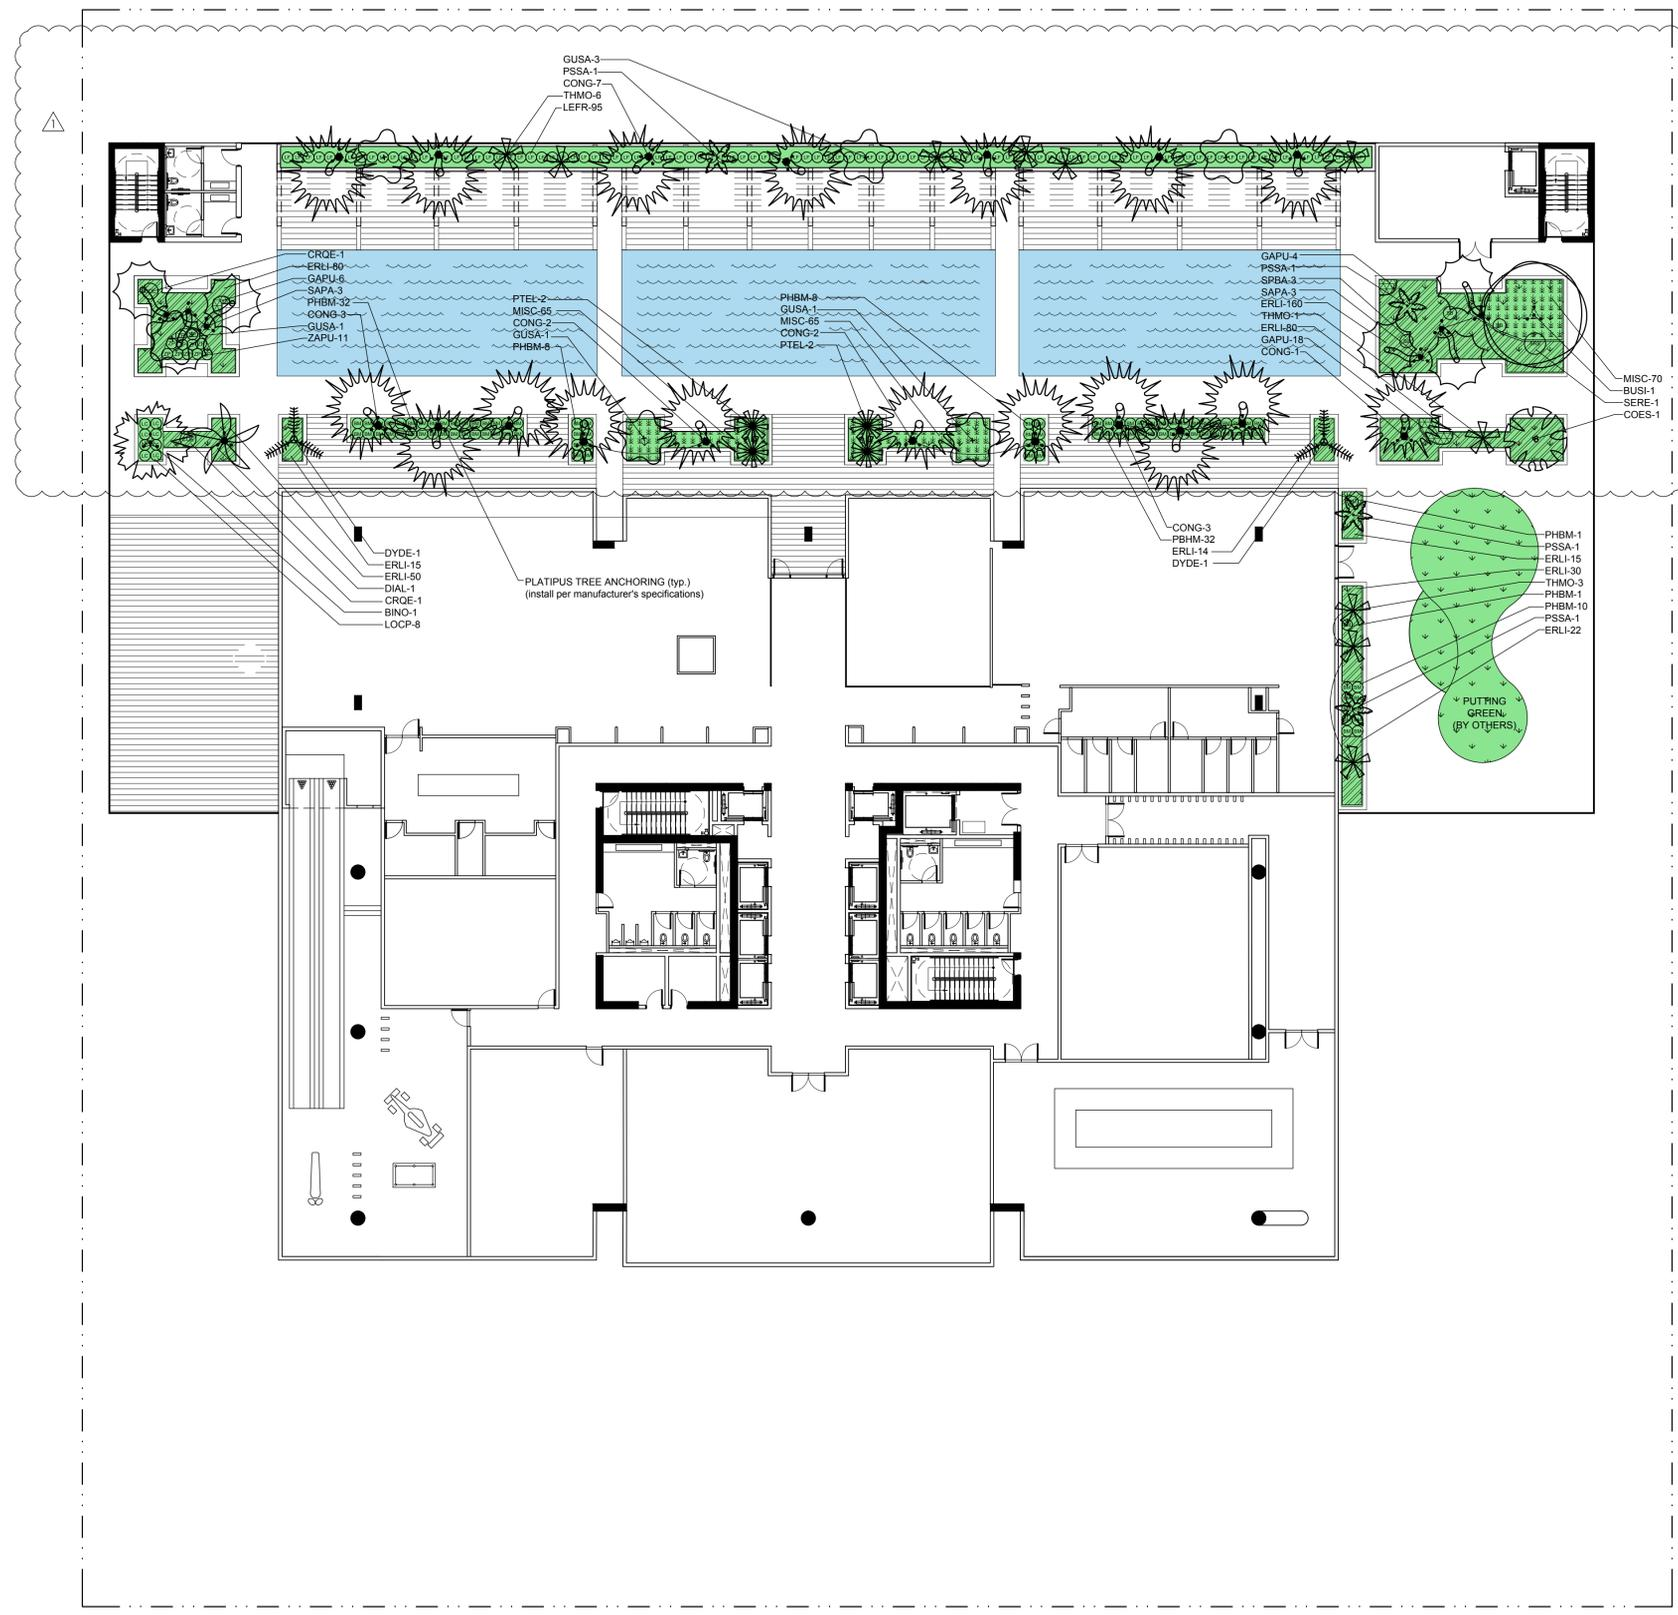 GUSA-3
PSSA-1
CONG-7
THMO-6
LEFR-95
1
CRQE-1
ERLI-80
GAPU-6
SAPA-3
PHBM-32
CONG-3
GUSA-1
ZAPU-11
PTEL-2
MISC-65
CONG-2
GUSA-1
PHBM-8
PHBM-8
GUSA-1
MISC-65
CONG-2
PTEL-2
GAPU-4
PSSA-1
SPBA-3
SAPA-3
ERLI-160
THMO-1
ERLI-80
GAPU-18
CONG-1
MISC-70
BUSI-1
SERE-1
COES-1
DYDE-1
ERLI-15
ERLI-50
DIAL-1
CRQE-1
BINO-1
LOCP-8
PLATIPUS TREE ANCHORING (typ.)
(install per manufacturer's specifications)
CONG-3
PBHM-32
ERLI-14
DYDE-1
PHBM-1
PSSA-1
ERLI-15
ERLI-30
THMO-3
PHBM-1
PHBM-10
PSSA-1
ERLI-22
PUTTING
GREEN
(BY OTHERS)